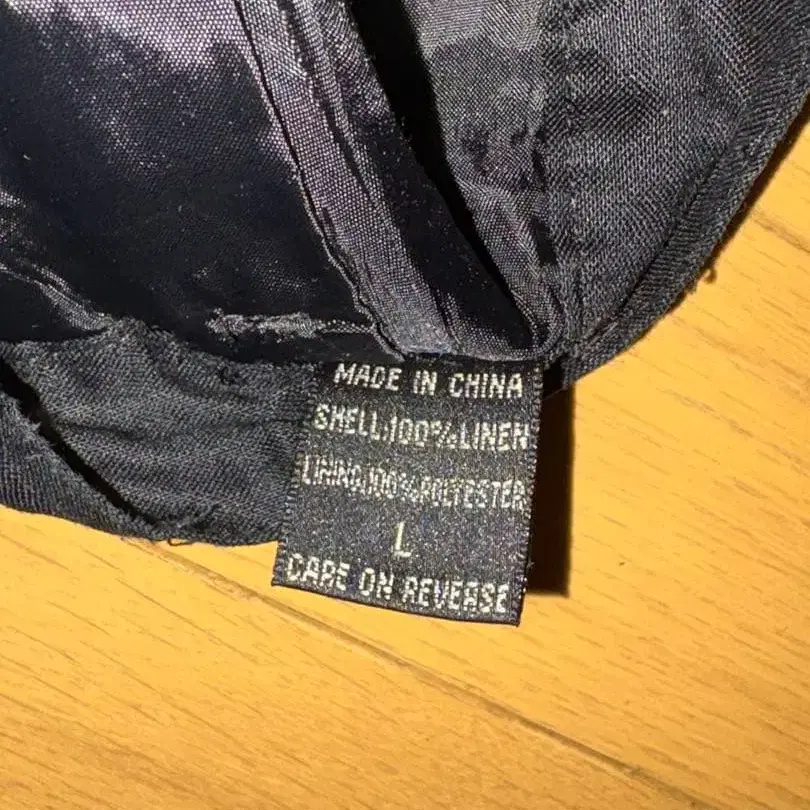 MADE IN CHINA
SHELL:100%LINEN
LINING:100%POLYESTER
L
CARE ON REVERSE